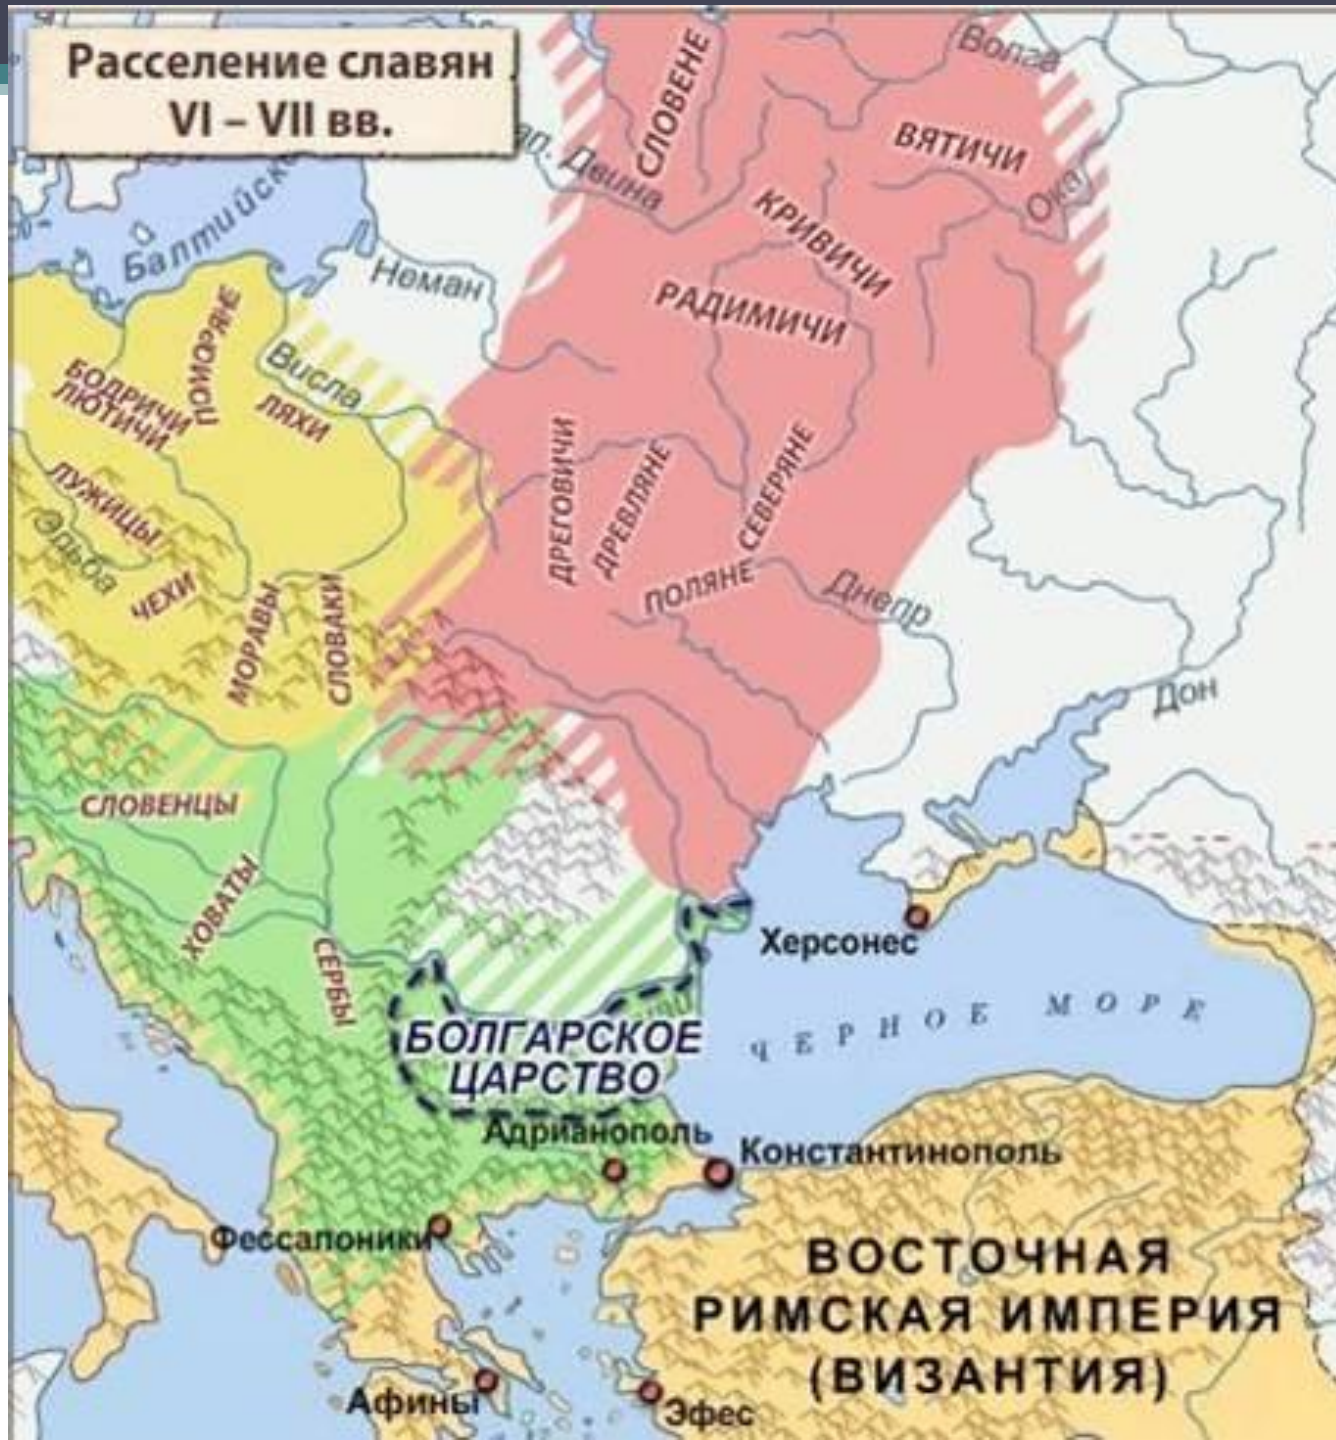 Расселение славян
VI – VII вв.
СЛОВЕНЕ
Волга
ВЯТИЧИ
Двина
Ока
КРИВИЧИ
Неман
РАДИМИЧИ
ПОМОРЯНЕ
Висла
БОДРИЧИ
ЛЮТИЧИ
ЛЯХИ
ЛУЖИЦЫ
ДРЕГОВИЧИ
ДРЕВЛЯНЕ
СЕВЕРЯНЕ
ЧЕХИ
МОРАВЫ
СЛОВАКИ
ПОЛЯНЕ
Днепр
Дон
СЛОВЕНЦЫ
ХОВАТЫ
СЕРБЫ
Херсонес
ЧЕРНОЕ МОРЕ
БОЛГАРСКОЕ
ЦАРСТВО
Адрианополь
Константинополь
Фессалоники
ВОСТОЧНАЯ
РИМСКАЯ ИМПЕРИЯ
(ВИЗАНТИЯ)
Афины
Эфес